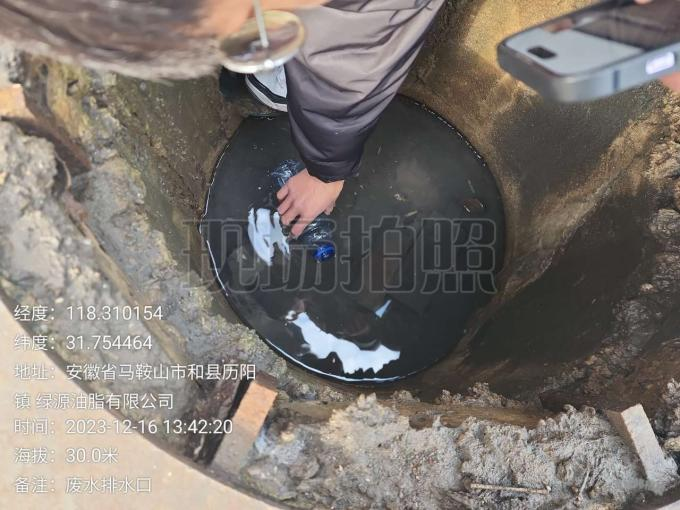 现场拍照
经度：118.310154
纬度：31.754464
地址：安徽省马鞍山市和县历阳
镇 绿源油脂有限公司
时间：2023-12-16 13:42:20
海拔：30.0米
备注：废水排水口